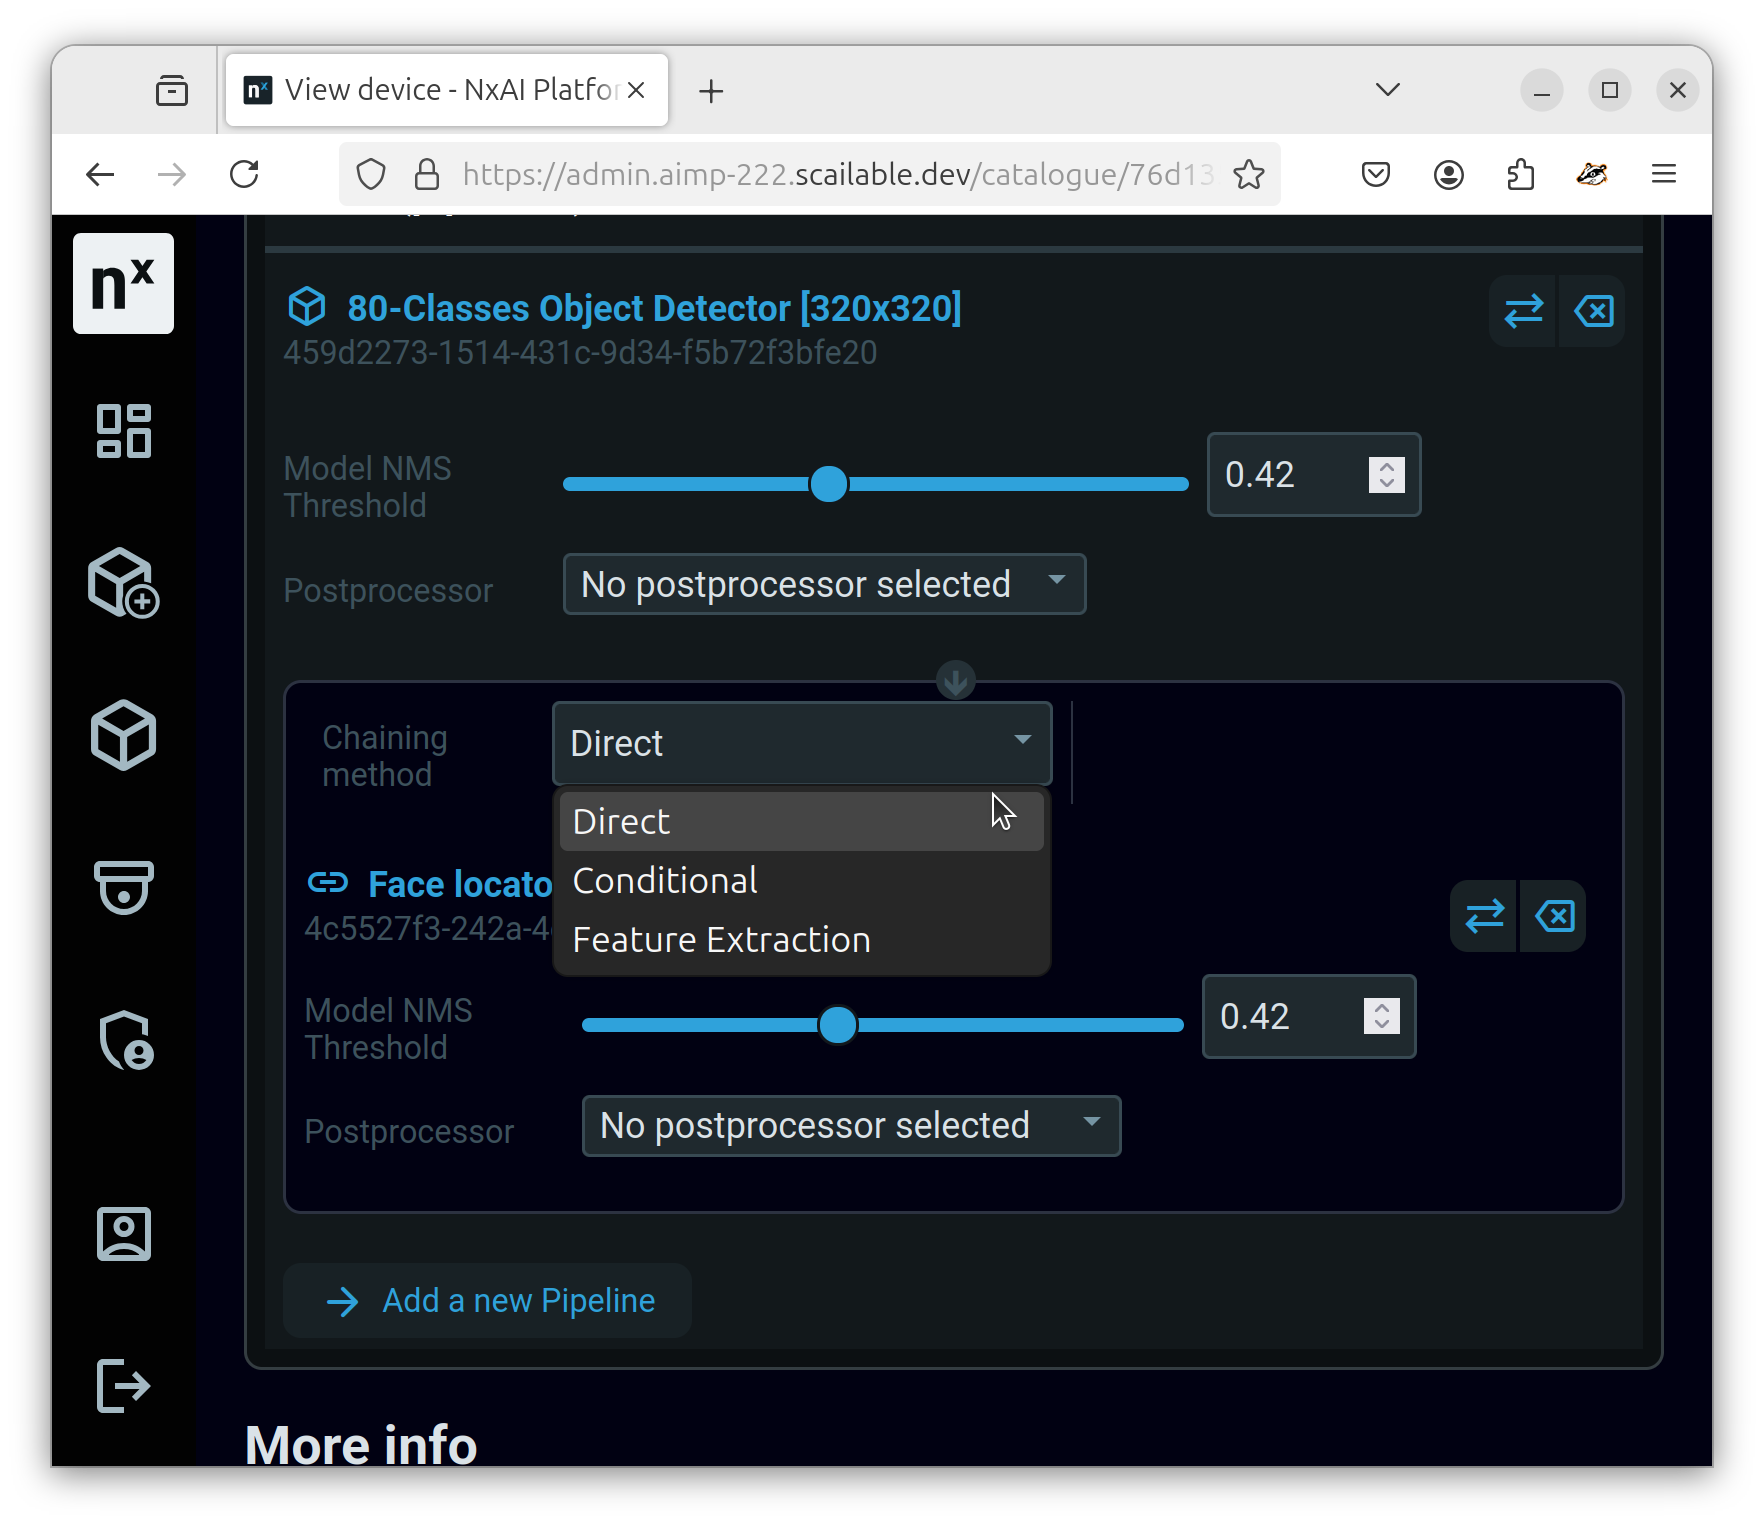 View device - NxAI Platfor
https://admin.aimp-222.scailable.dev/catalogue/76d13
nx
80-Classes Object Detector [320x320]
459d2273-1514-431c-9d34-f5b72f3bfe20
Model NMS
Threshold
0.42
Postprocessor
No postprocessor selected
Chaining
method
Direct
Direct
Conditional
Feature Extraction
Face locato
4c5527f3-242a-4
Model NMS
Threshold
0.42
Postprocessor
No postprocessor selected
Add a new Pipeline
More info